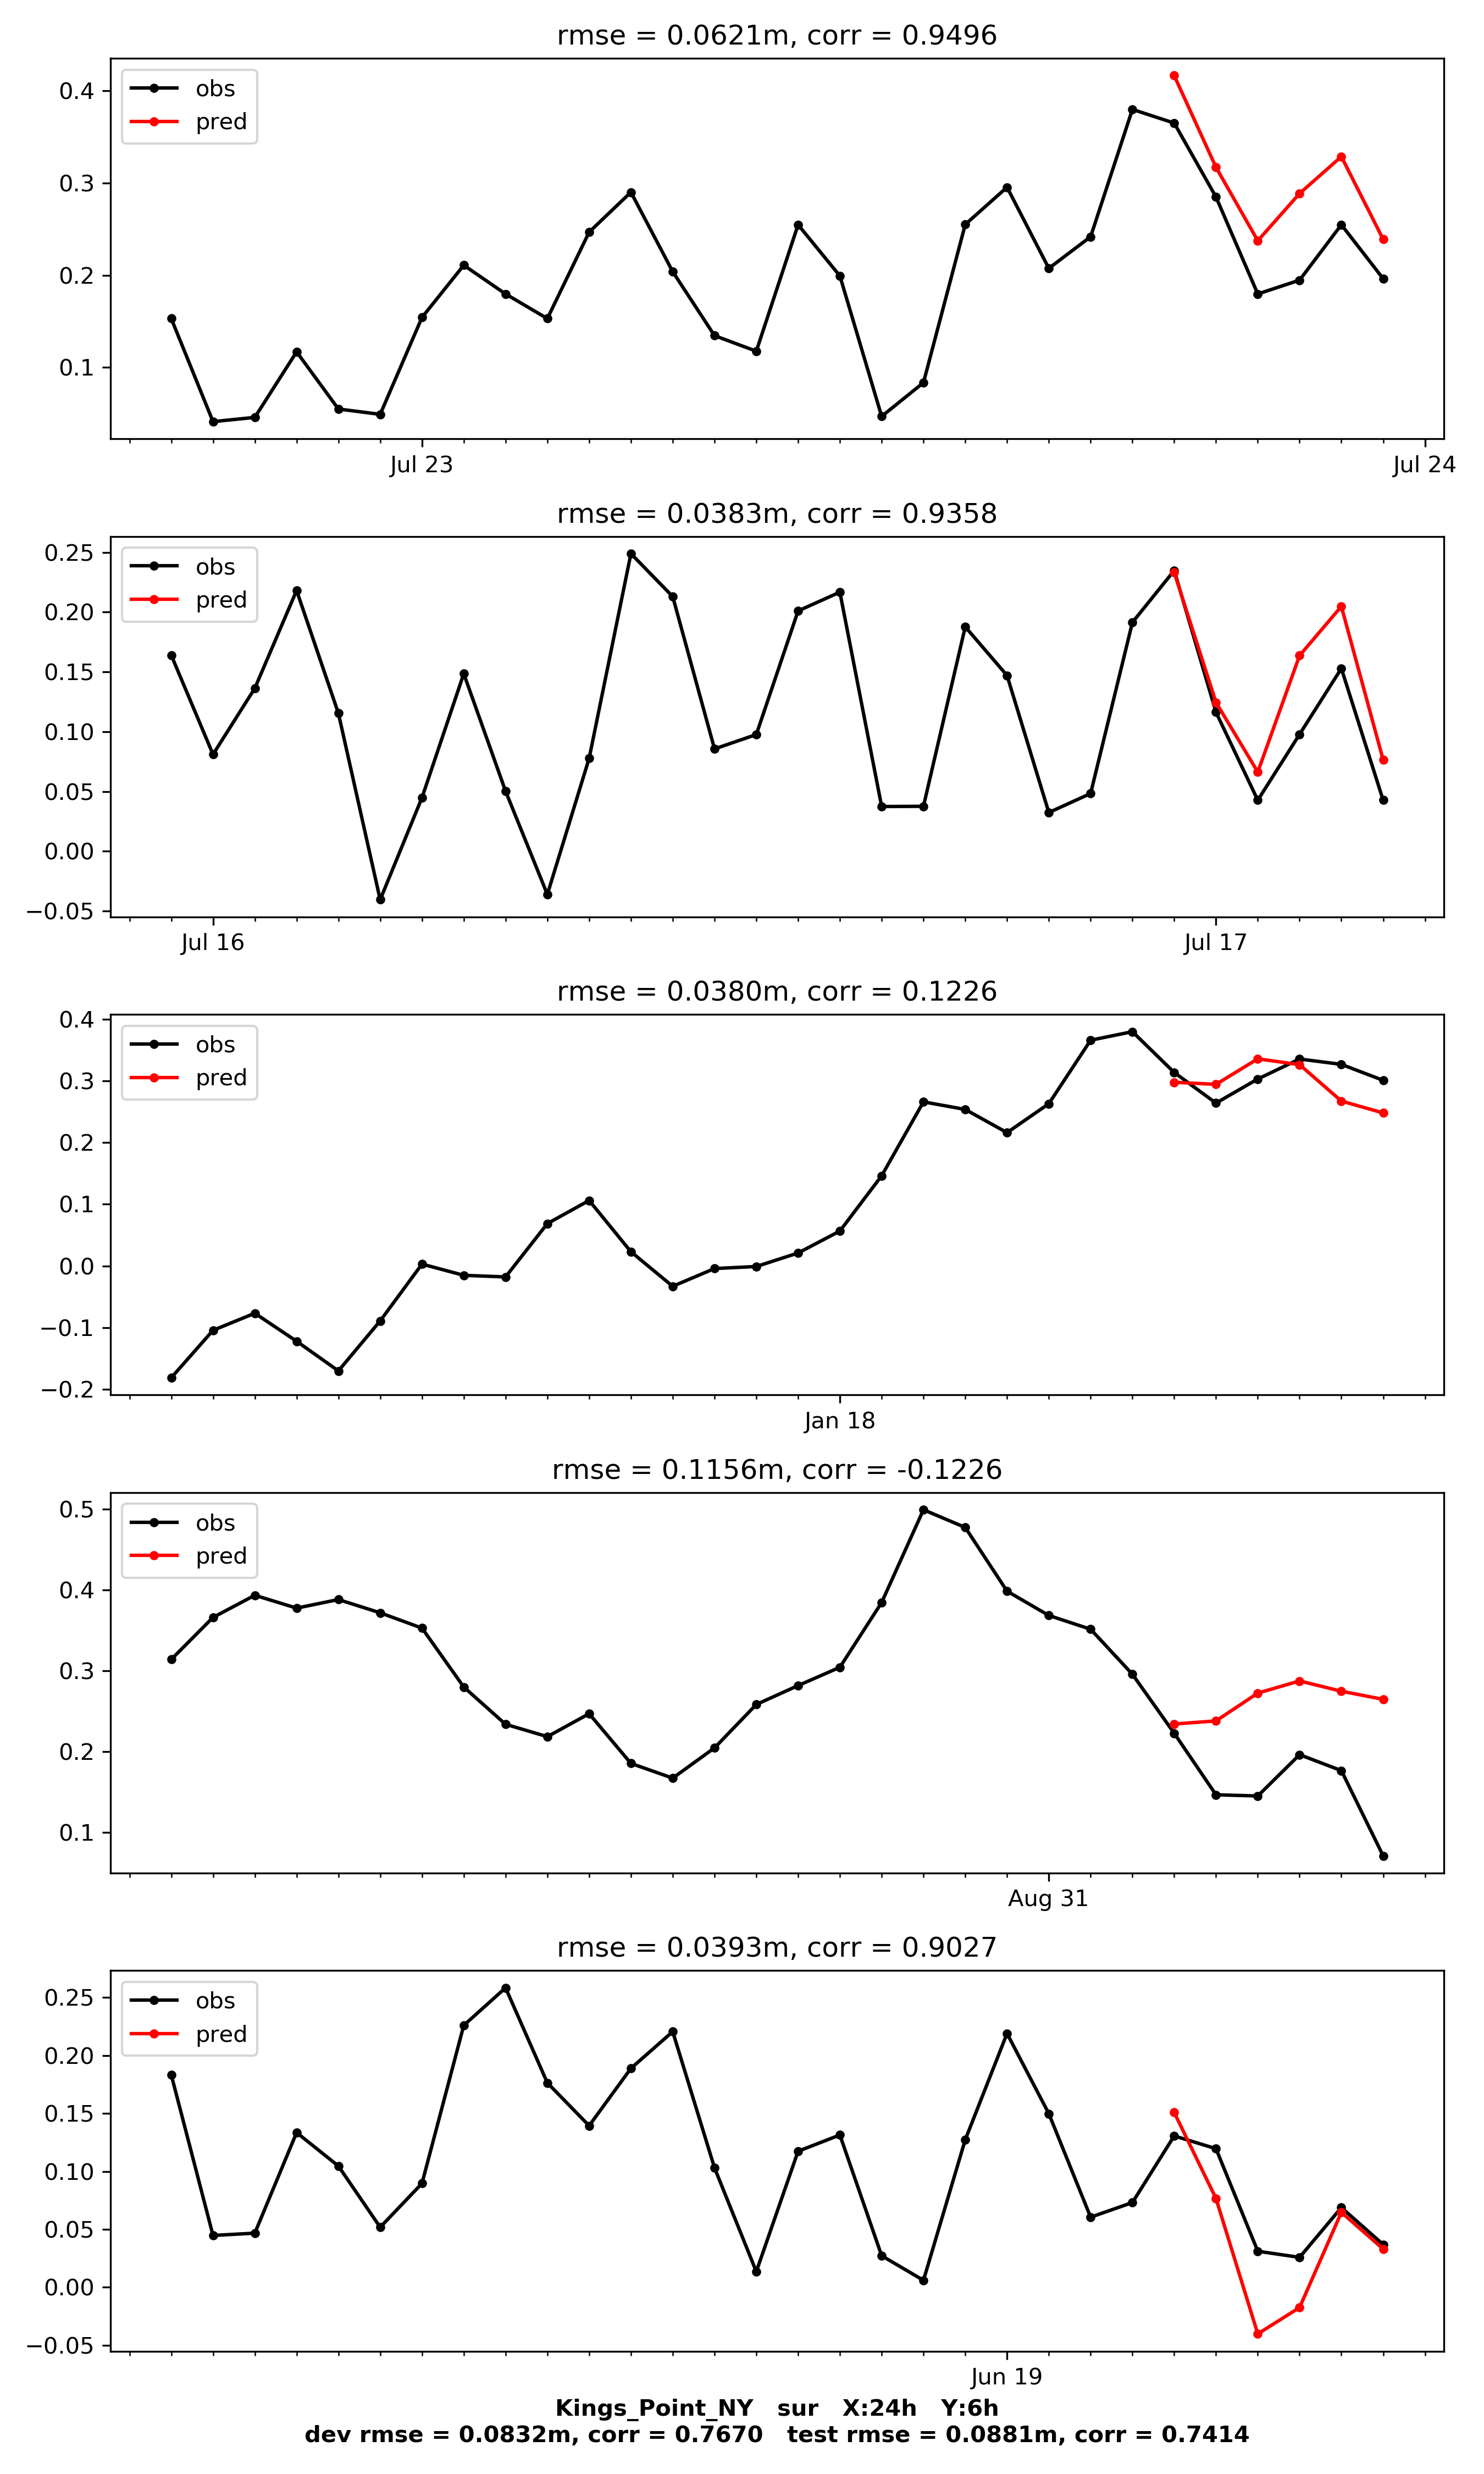 rmse = 0.0621m, corr = 0.9496
obs
pred
0.4
0.3
0.2
0.1
Jul 23
Jul 24
rmse = 0.0383m, corr = 0.9358
obs
pred
0.25
0.20
0.15
0.10
0.05
0.00
−0.05
Jul 16
Jul 17
rmse = 0.0380m, corr = 0.1226
obs
pred
0.4
0.3
0.2
0.1
0.0
−0.1
−0.2
Jan 18
rmse = 0.1156m, corr = -0.1226
obs
pred
0.5
0.4
0.3
0.2
0.1
Aug 31
rmse = 0.0393m, corr = 0.9027
obs
pred
0.25
0.20
0.15
0.10
0.05
0.00
−0.05
Jun 19
Kings_Point_NY sur X:24h Y:6h
dev rmse = 0.0832m, corr = 0.7670 test rmse = 0.0881m, corr = 0.7414